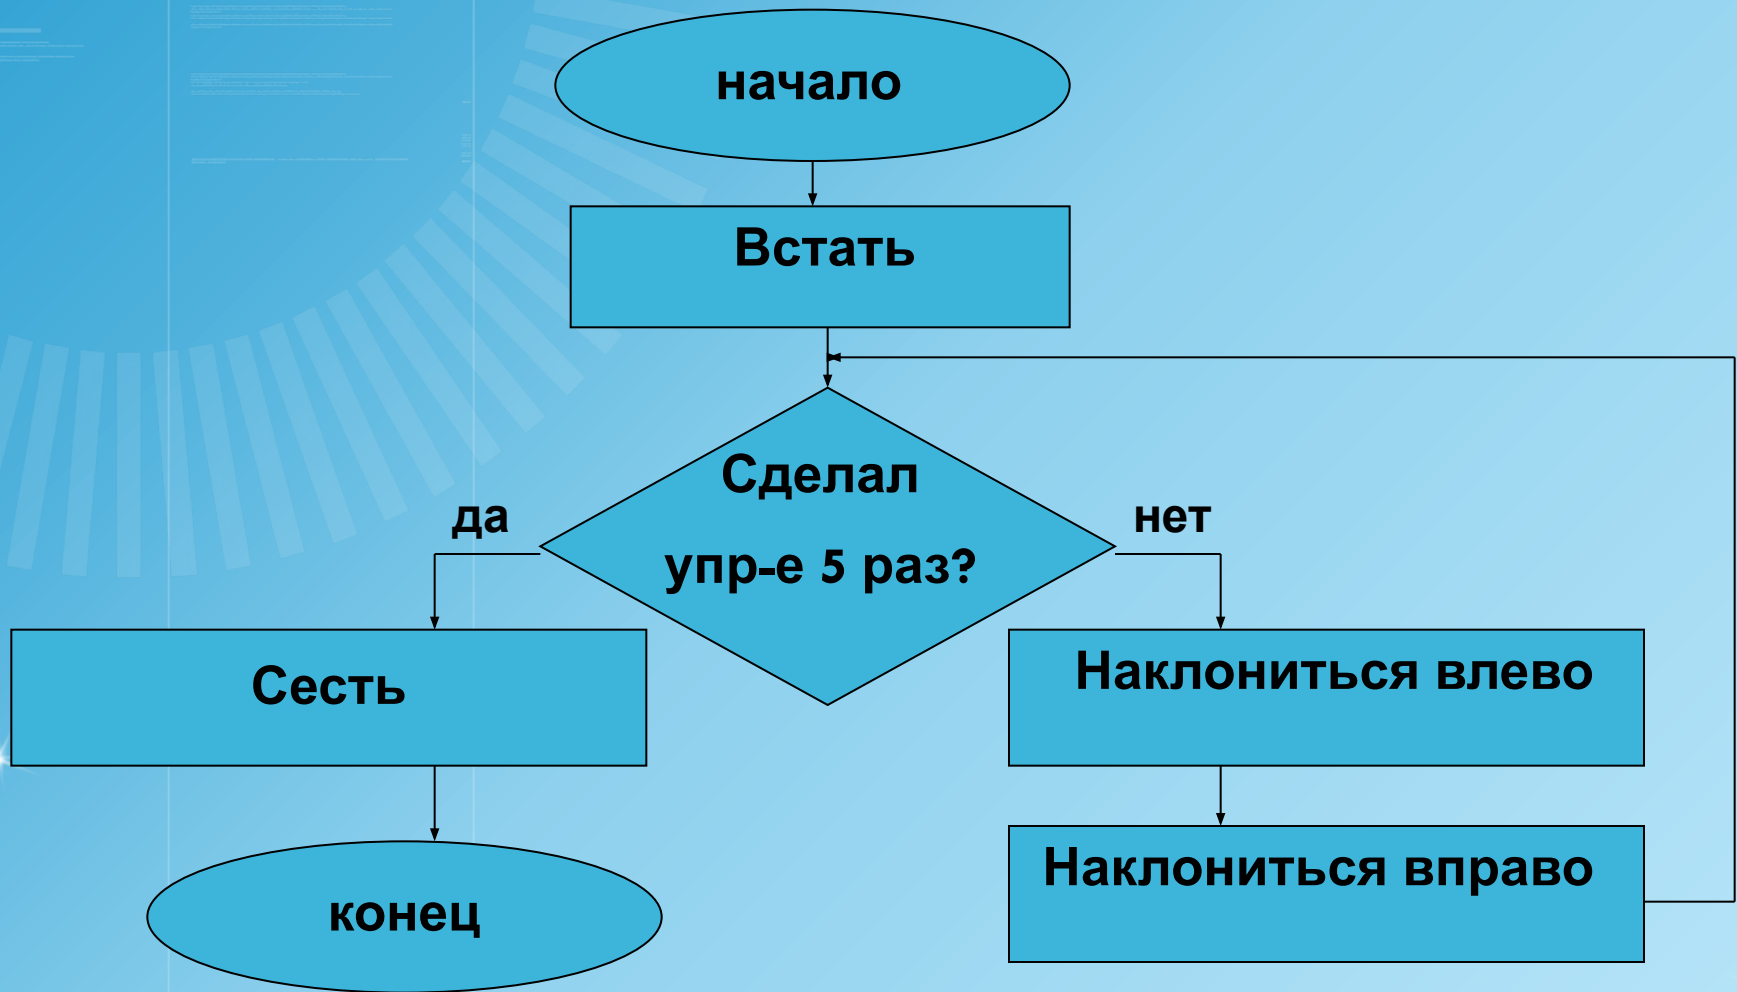 начало
Встать
Сделал
упр-е 5 раз?
да
нет
Сесть
Наклониться влево
Наклониться вправо
конец